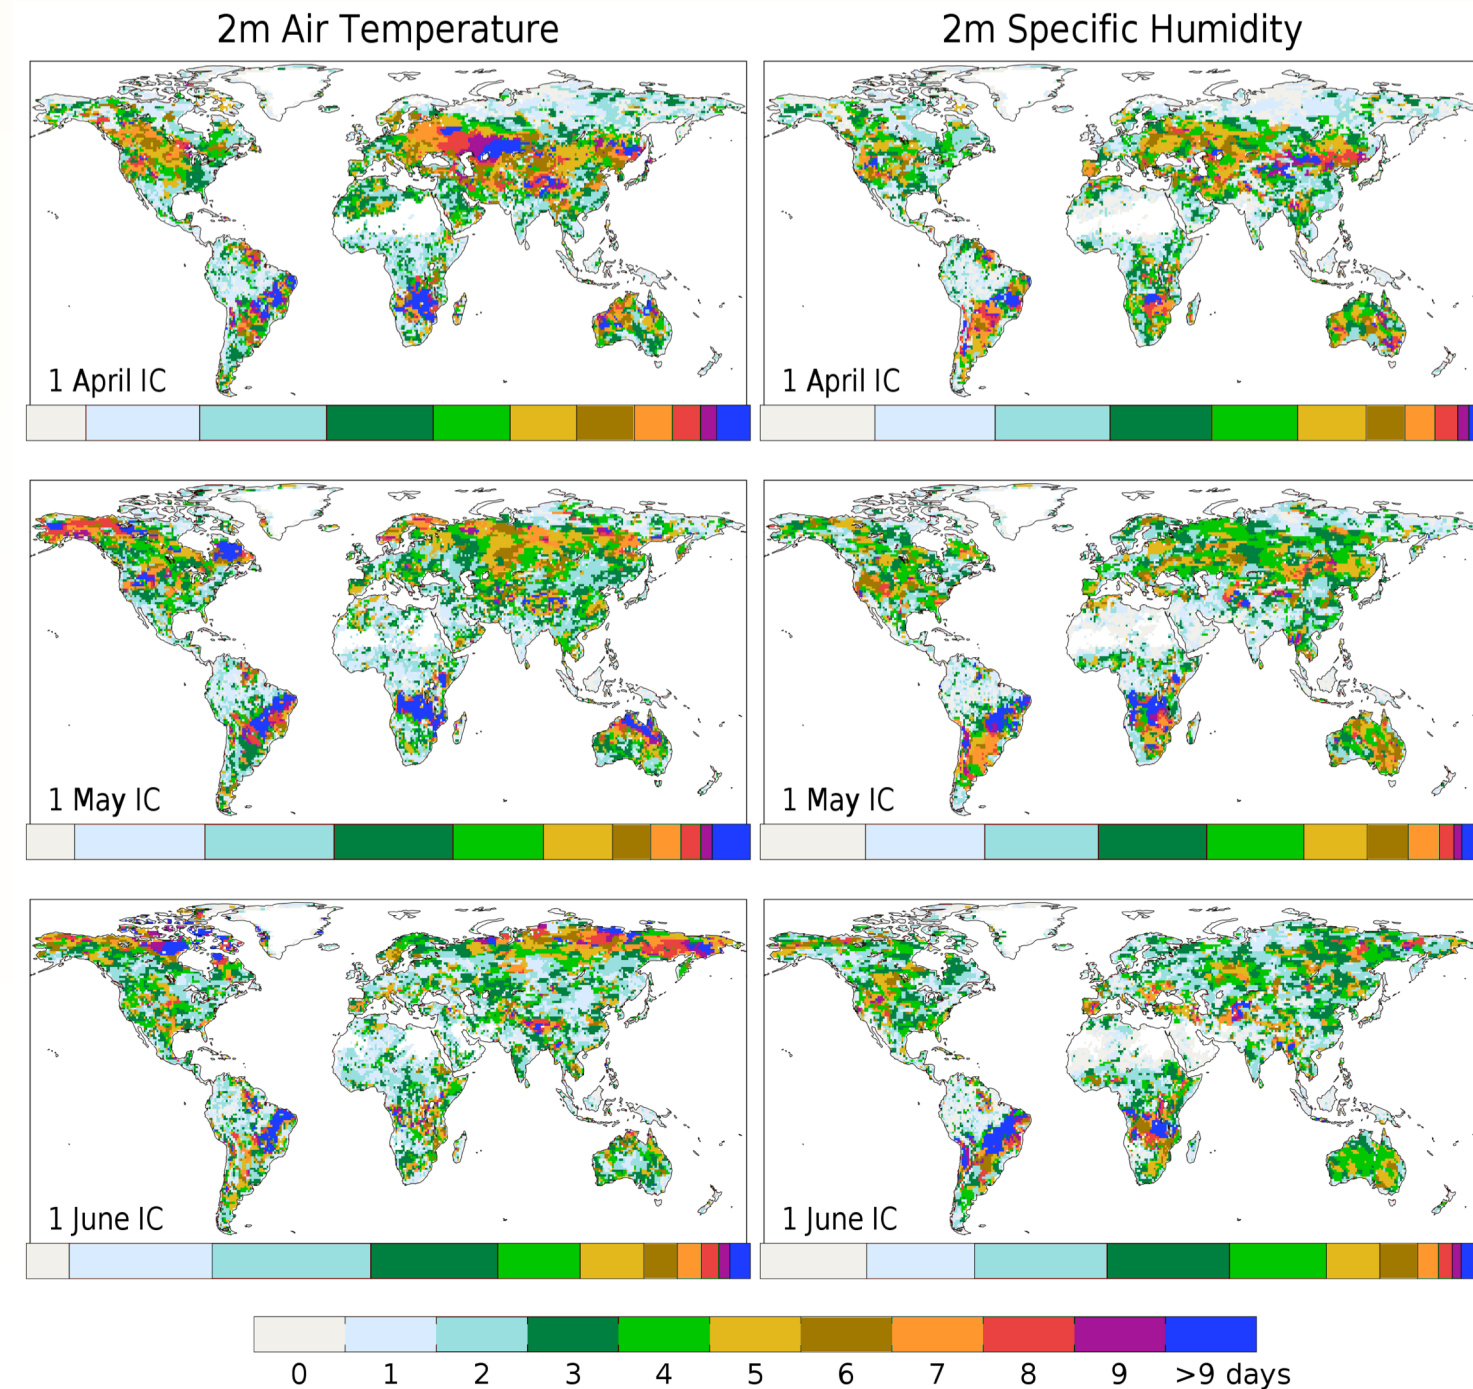 2m Air Temperature 2m Specific Humidity
1 April IC 1 April IC
1 May IC 1 May IC
1 June IC 1 June IC
0 1 2 3 4 5 6 7 8 9 >9 days